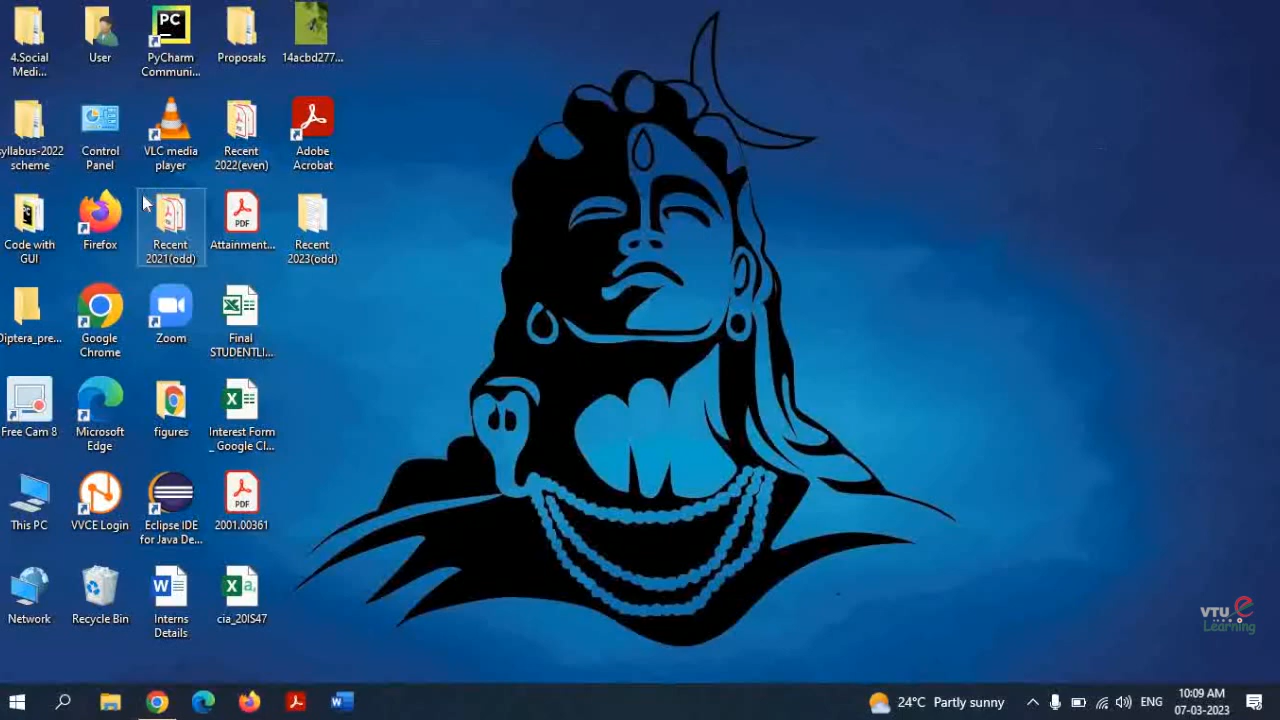 4.Social
Medi...
User
PyCharm
Communi...
Proposals
14acbd277...
syllabus-2022
scheme
Control
Panel
VLC media
player
Recent
2022(even)
Adobe
Acrobat
Code with
GUI
Firefox
Recent
2021(odd)
Attainment...
Recent
2023(odd)
Diptera_pre...
Google
Chrome
Zoom
Final
STUDENTLI...
Free Cam 8
Microsoft
Edge
figures
Interest Form
_ Google Cl...
This PC
VVCE Login
Eclipse IDE
for Java De...
2001.00361
Network
Recycle Bin
Interns
Details
cia_20IS47
PC
PDF
PDF
VTU e
Learning
24°C Partly sunny
ENG
10:09 AM
07-03-2023